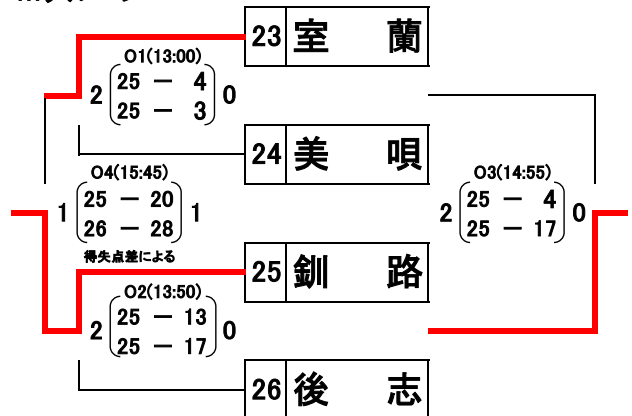 23 室 蘭
O1(13:00)
2 25 － 4 0
25 － 3
24 美 唄
O4(15:45)
1 25 － 20 1
26 － 28
得失点差による
O3(14:55)
2 25 － 4 0
25 － 17
25 釧 路
O2(13:50)
2 25 － 13 0
25 － 17
26 後 志